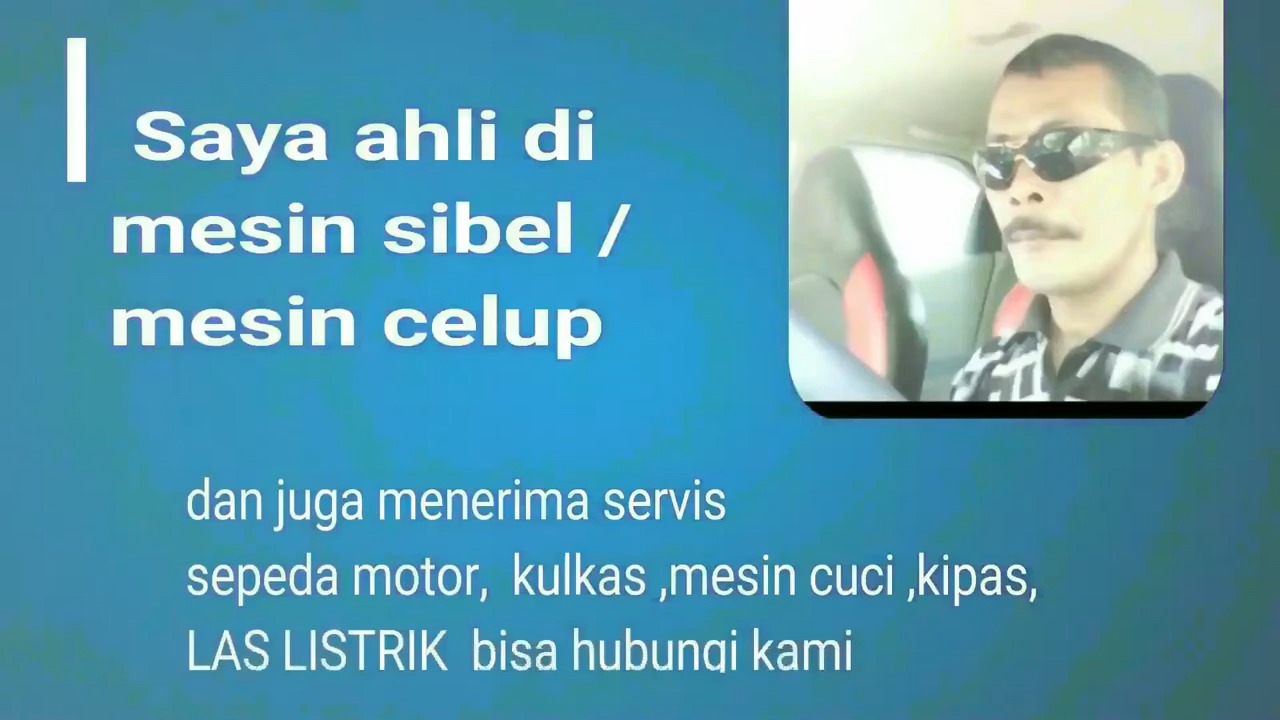 Saya ahli di
mesin sibel /
mesin celup
dan juga menerima servis
sepeda motor, kulkas ,mesin cuci ,kipas,
LAS LISTRIK bisa hubungi kami